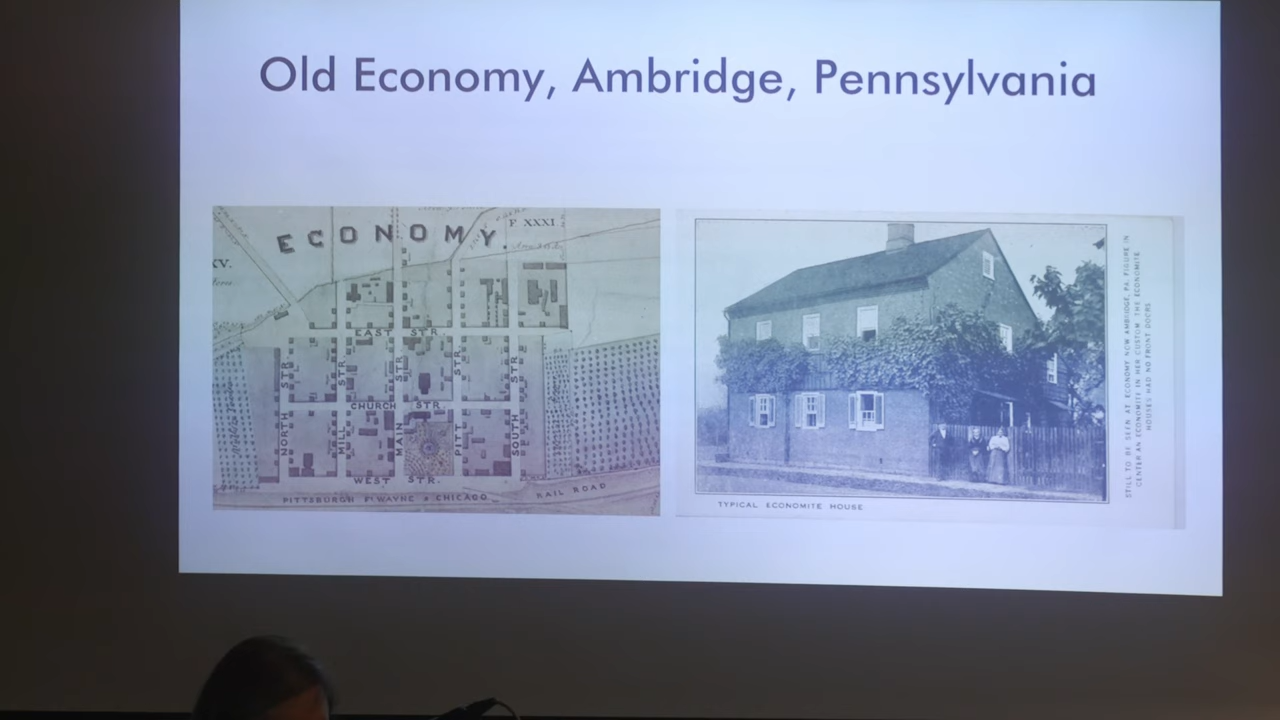 Old Economy, Ambridge, Pennsylvania
ECONOMY
P XXXI
XV.
EAST STR.
NORTH STR
MILL STR
MAIN STR
PITT STR
SOUTH STR
CHURCH STR.
WEST STR.
PITTSBURGH Ft WAYNE & CHICAGO RAIL ROAD
TYPICAL ECONOMITE HOUSE
STILL TO BE SEEN AT ECONOMY NOW AMBRIDGE, PA. FIGURE IN
CENTER AN ECONOMITE IN HER CUSTOM. THE ECONOMITE
HOUSES HAD NO FRONT DOORS